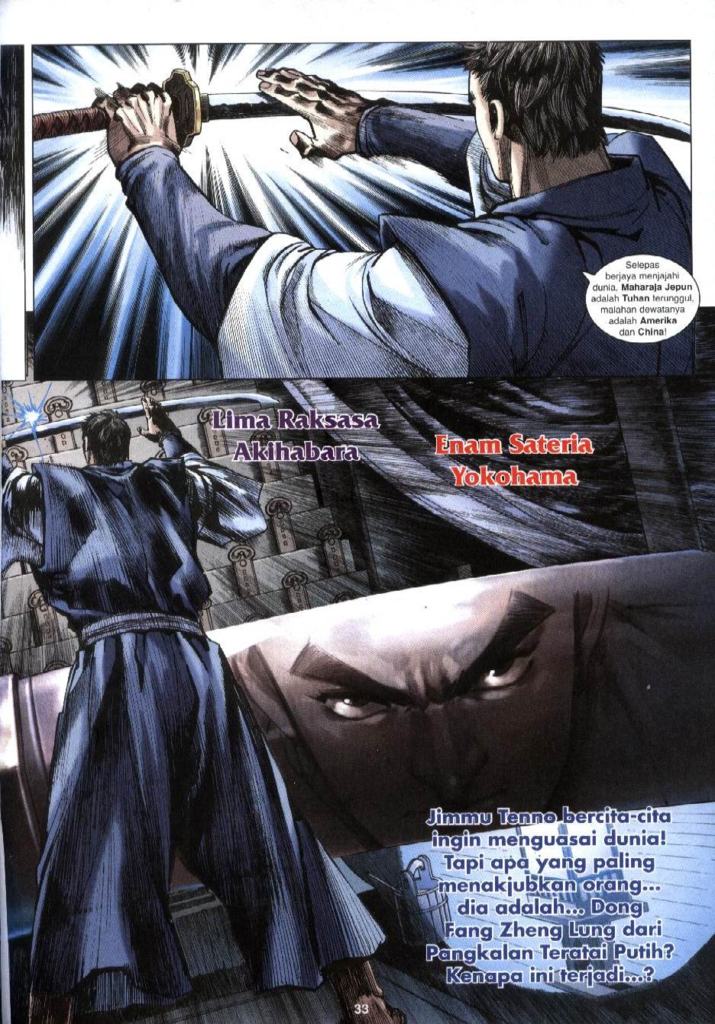 Selepas
berjaya menjajahi
dunia, Maharaja Jepun
adalah Tuhan terunggul,
malahan dewatanya
adalah Amerika
dan China!
Lima Raksasa
Akihabara
Enam Sateria
Yokohama
Jimmu Tenno bercita-cita
ingin menguasai dunia!
Tapi apa yang paling
menakjubkan orang...
dia adalah... Dong
Fang Zheng Lung dari
Pangkalan Teratai Putih?
Kenapa ini terjadi...?
33